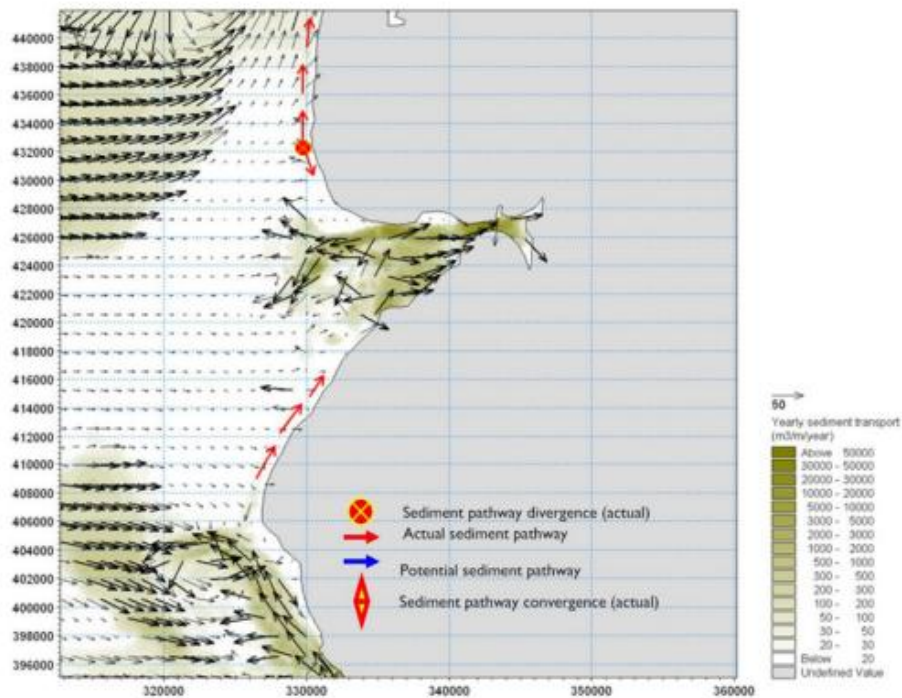 440000
438000
436000
434000
432000
430000
428000
426000
424000
422000
420000
418000
416000
414000
412000
410000
408000
406000
404000
402000
400000
398000
396000
320000 330000 340000 350000 360000
Sediment pathway divergence (actual)
Actual sediment pathway
Potential sediment pathway
Sediment pathway convergence (actual)
50
Yearly sediment transport
(m3/m/year)
Above 50000
30000 - 50000
20000 - 30000
10000 - 20000
5000 - 10000
3000 - 5000
2000 - 3000
1000 - 2000
500 - 1000
300 - 500
200 - 300
100 - 200
50 - 100
30 - 50
20 - 30
Below 20
Undefined Value